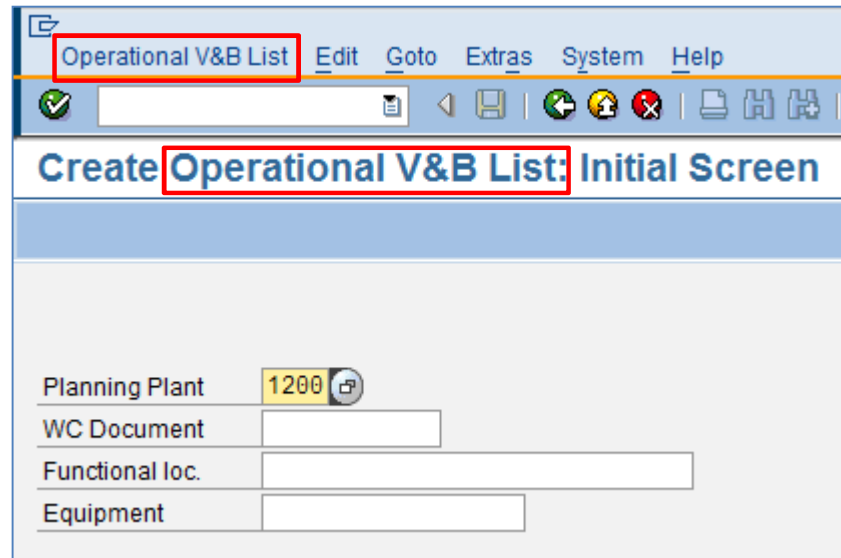 Operational V&B List Edit Goto Extras System Help
Create Operational V&B List: Initial Screen
Planning Plant 1200
WC Document
Functional loc.
Equipment